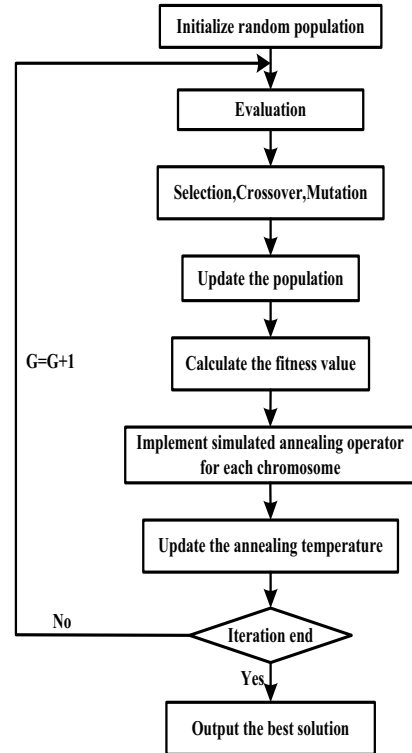 Initialize random population
Evaluation
Selection,Crossover,Mutation
Update the population
G=G+1
Calculate the fitness value
Implement simulated annealing operator
for each chromosome
Update the annealing temperature
No
Iteration end
Yes
Output the best solution